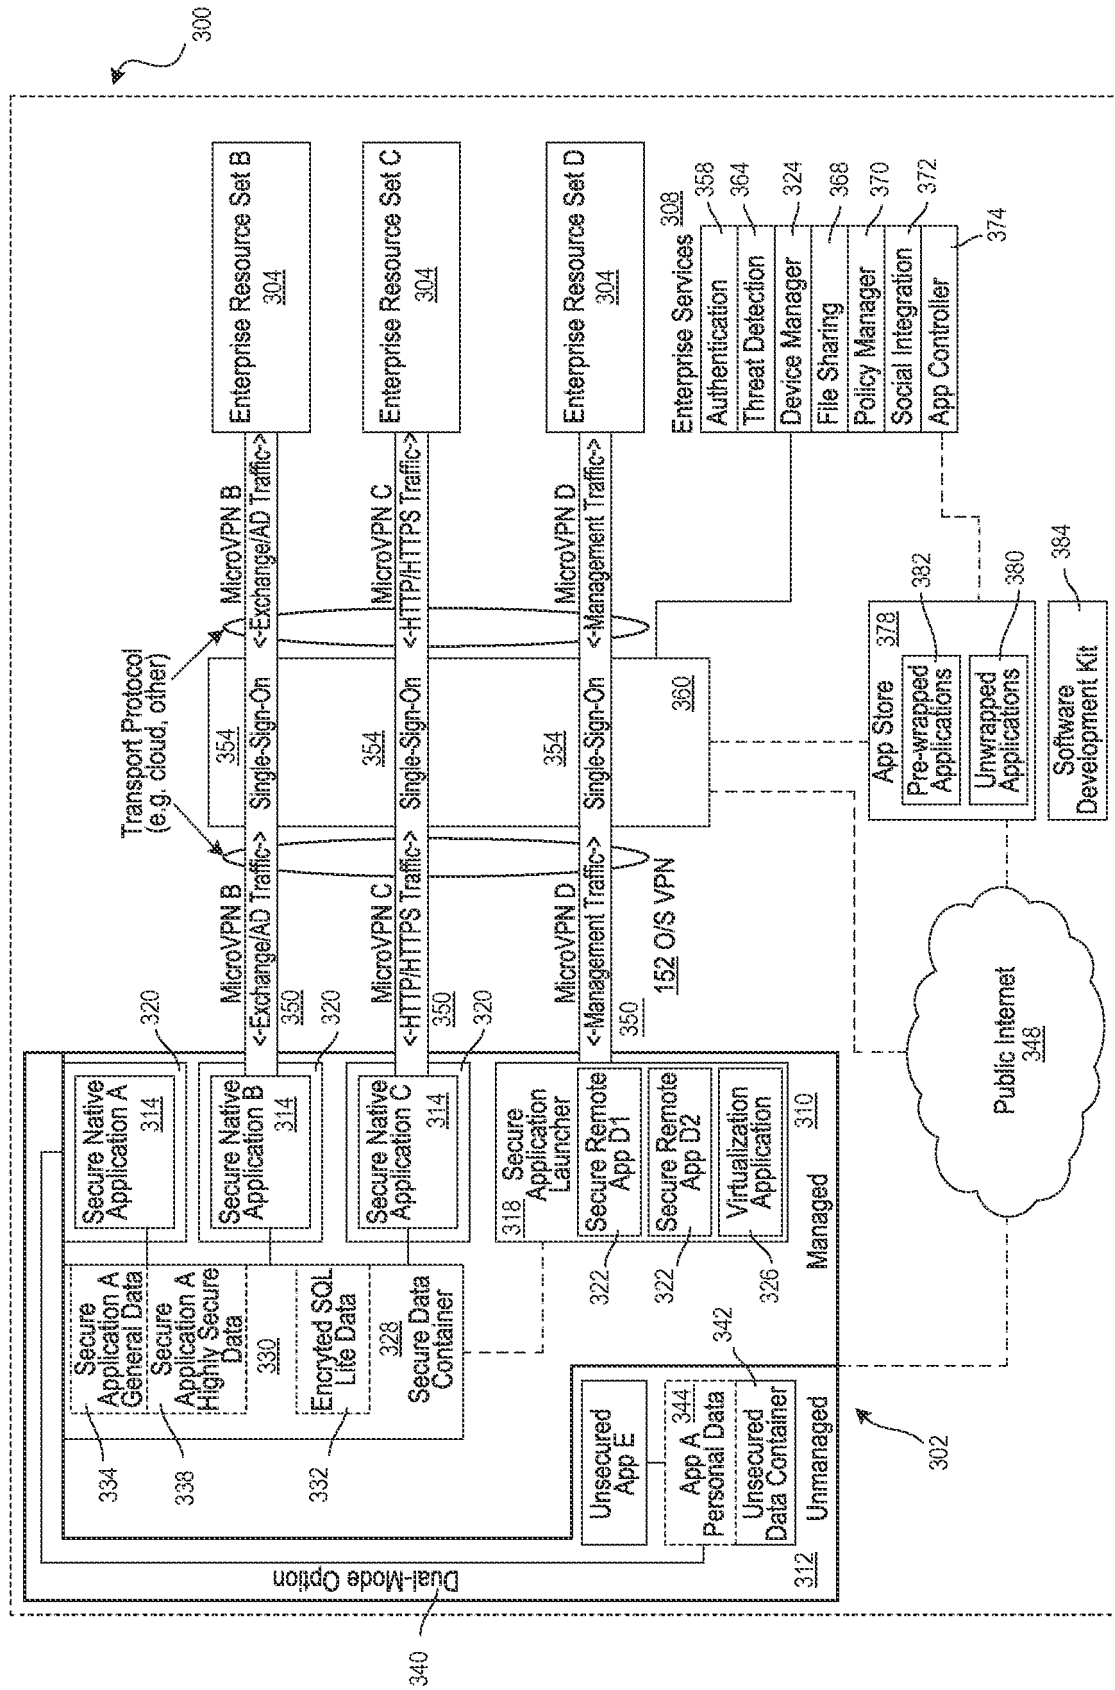 300
Transport Protocol
(e.g. cloud, other)
Enterprise Resource Set B
304
Enterprise Resource Set C
304
Enterprise Resource Set D
304
MicroVPN B
<-Exchange/AD Traffic->
MicroVPN C
<-HTTP/HTTPS Traffic->
MicroVPN D
<-Management Traffic->
354
Single-Sign-On
354
Single-Sign-On
354
Single-Sign-On
360
MicroVPN B
<-Exchange/AD Traffic->
350
MicroVPN C
<-HTTP/HTTPS Traffic->
350
MicroVPN D
<-Management Traffic->
350
152 O/S VPN
Enterprise Services
308
Authentication
358
Threat Detection
364
Device Manager
324
File Sharing
368
Policy Manager
370
Social Integration
372
App Controller
374
App Store
378
Pre-wrapped
Applications
382
Unwrapped
Applications
380
Software
Development Kit
384
Public Internet
348
Secure Native
Application A
314
320
Secure Native
Application B
314
320
Secure Native
Application C
314
320
318
Secure
Application
Launcher
Secure Remote
App D1
322
Secure Remote
App D2
322
Virtualization
Application
326
310
Managed
Secure
Application A
General Data
334
Secure
Application A
Highly Secure
Data
338
330
Encryted SQL
Lite Data
332
328
Secure Data
Container
Unsecured
App E
App A
344
Personal Data
Unsecured
Data Container
342
Unmanaged
312
302
Dual-Mode Option
340